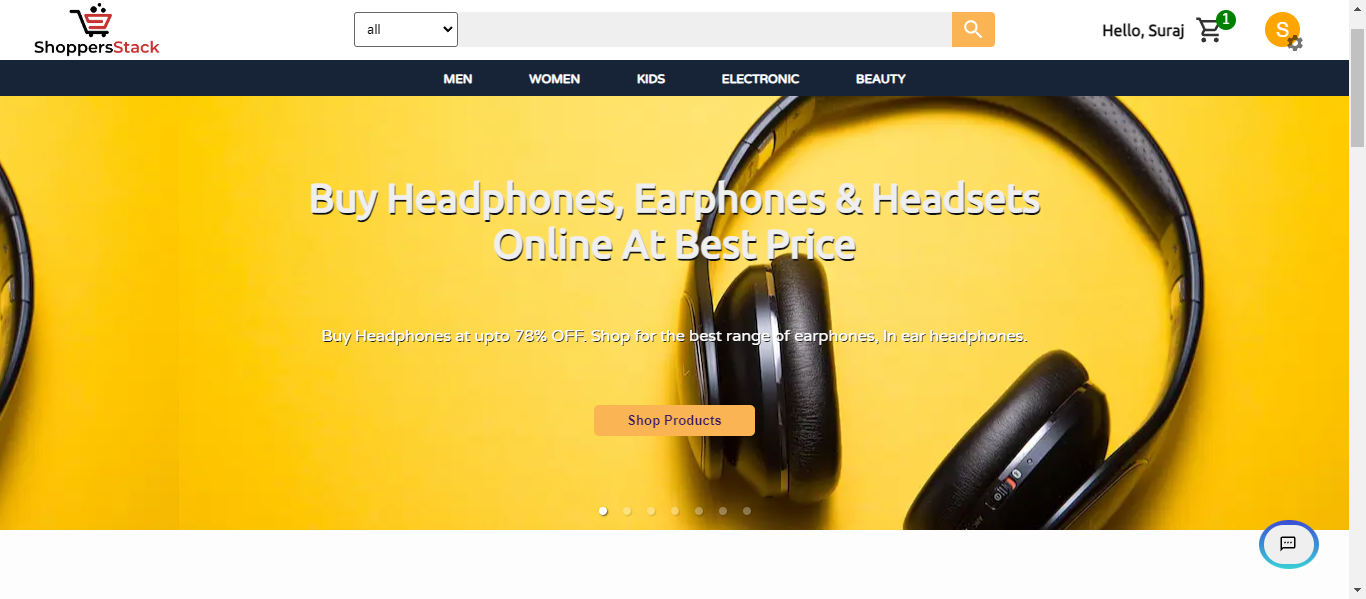 ShoppersStack
all
Hello, Suraj
1
S
MEN
WOMEN
KIDS
ELECTRONIC
BEAUTY
Buy Headphones, Earphones & Headsets
Online At Best Price
Buy Headphones at upto 78% OFF. Shop for the best range of earphones, In ear headphones.
Shop Products